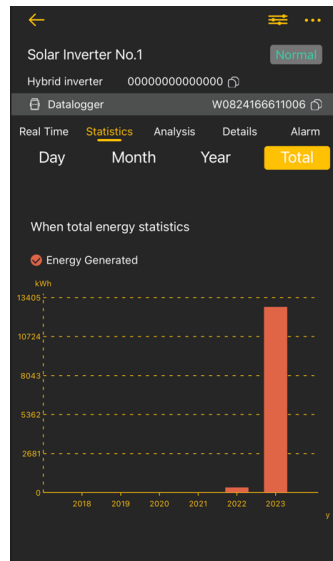 Solar Inverter No.1 Normal
Hybrid inverter 00000000000000
Datalogger W0824166611006
Real Time Statistics Analysis Details Alarm
Day Month Year Total
When total energy statistics
Energy Generated
kWh
13405
10724
8043
5362
2681
0
2018 2019 2020 2021 2022 2023
y